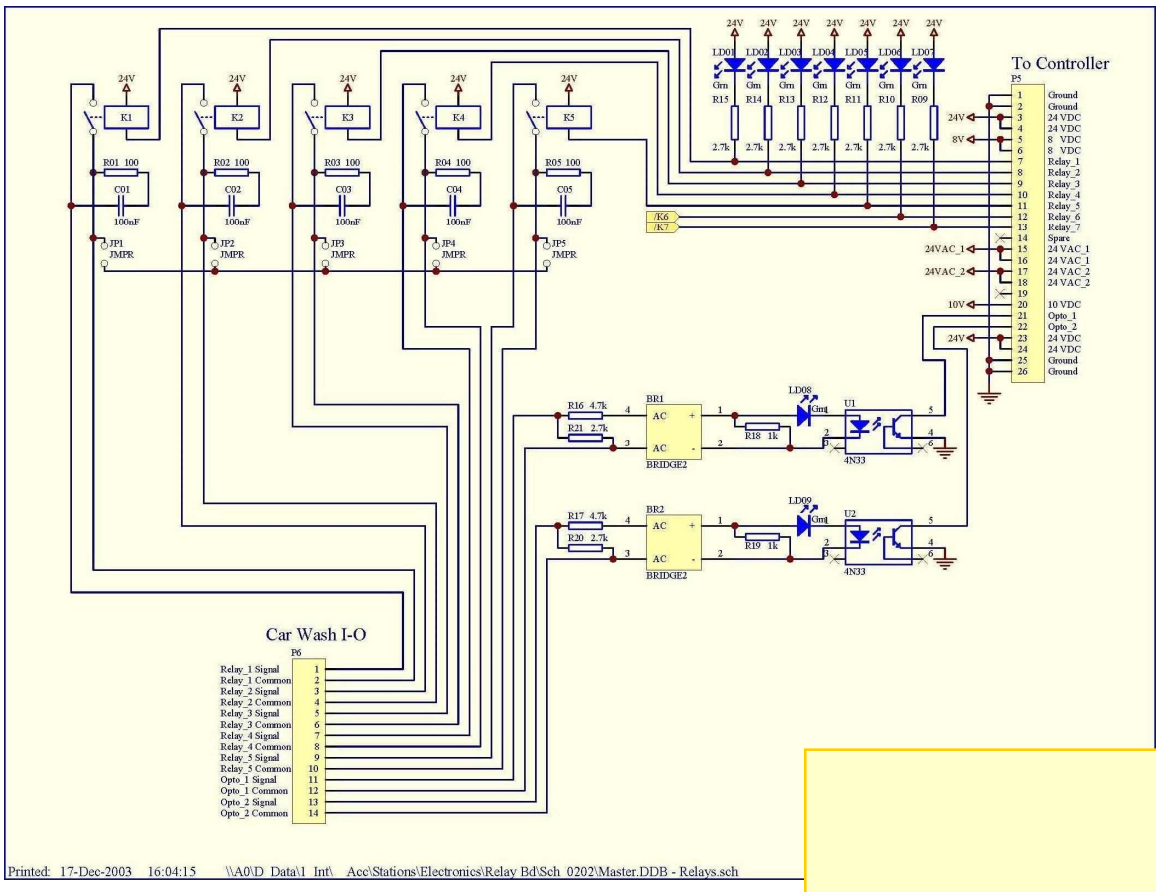 24V 24V 24V 24V 24V 24V 24V
LD01 LD02 LD03 LD04 LD05 LD06 LD07
Grn Grn Grn Grn Grn Grn Grn
R15 R14 R13 R12 R11 R10 R09
2.7k 2.7k 2.7k 2.7k 2.7k 2.7k 2.7k
24V 24V 24V 24V 24V
K1 K2 K3 K4 K5
R01 100 R02 100 R03 100 R04 100 R05 100
C01 C02 C03 C04 C05
100nF 100nF 100nF 100nF 100nF
JP1 JP2 JP3 JP4 JP5
JMPR JMPR JMPR JMPR JMPR
/K6
/K7
To Controller
P5
1 Ground
2 Ground
24V 3 24 VDC
4 24 VDC
8V 5 8 VDC
6 8 VDC
7 Relay_1
8 Relay_2
9 Relay_3
10 Relay_4
11 Relay_5
12 Relay_6
13 Relay_7
14 Spare
24VAC_1 15 24 VAC_1
16 24 VAC_1
24VAC_2 17 24 VAC_2
18 24 VAC_2
19
10V 20 10 VDC
21 Opto_1
22 Opto_2
24V 23 24 VDC
24 24 VDC
25 Ground
26 Ground
R16 4.7k
R21 2.7k
BR1
4 AC + 1
3 AC - 2
BRIDGE2
LD08
Grn
R18 1k
U1
1 5
2 4
3 6
4N33
R17 4.7k
R20 2.7k
BR2
4 AC + 1
3 AC - 2
BRIDGE2
LD09
Grn
R19 1k
U2
1 5
2 4
3 6
4N33
Car Wash I-O
P6
Relay_1 Signal 1
Relay_1 Common 2
Relay_2 Signal 3
Relay_2 Common 4
Relay_3 Signal 5
Relay_3 Common 6
Relay_4 Signal 7
Relay_4 Common 8
Relay_5 Signal 9
Relay_5 Common 10
Opto_1 Signal 11
Opto_1 Common 12
Opto_2 Signal 13
Opto_2 Common 14
Printed: 17-Dec-2003 16:04:15 \\A0\D_Data\1_Int\_ Acc\Stations\Electronics\Relay Bd\Sch_0202\Master.DDB - Relays.sch